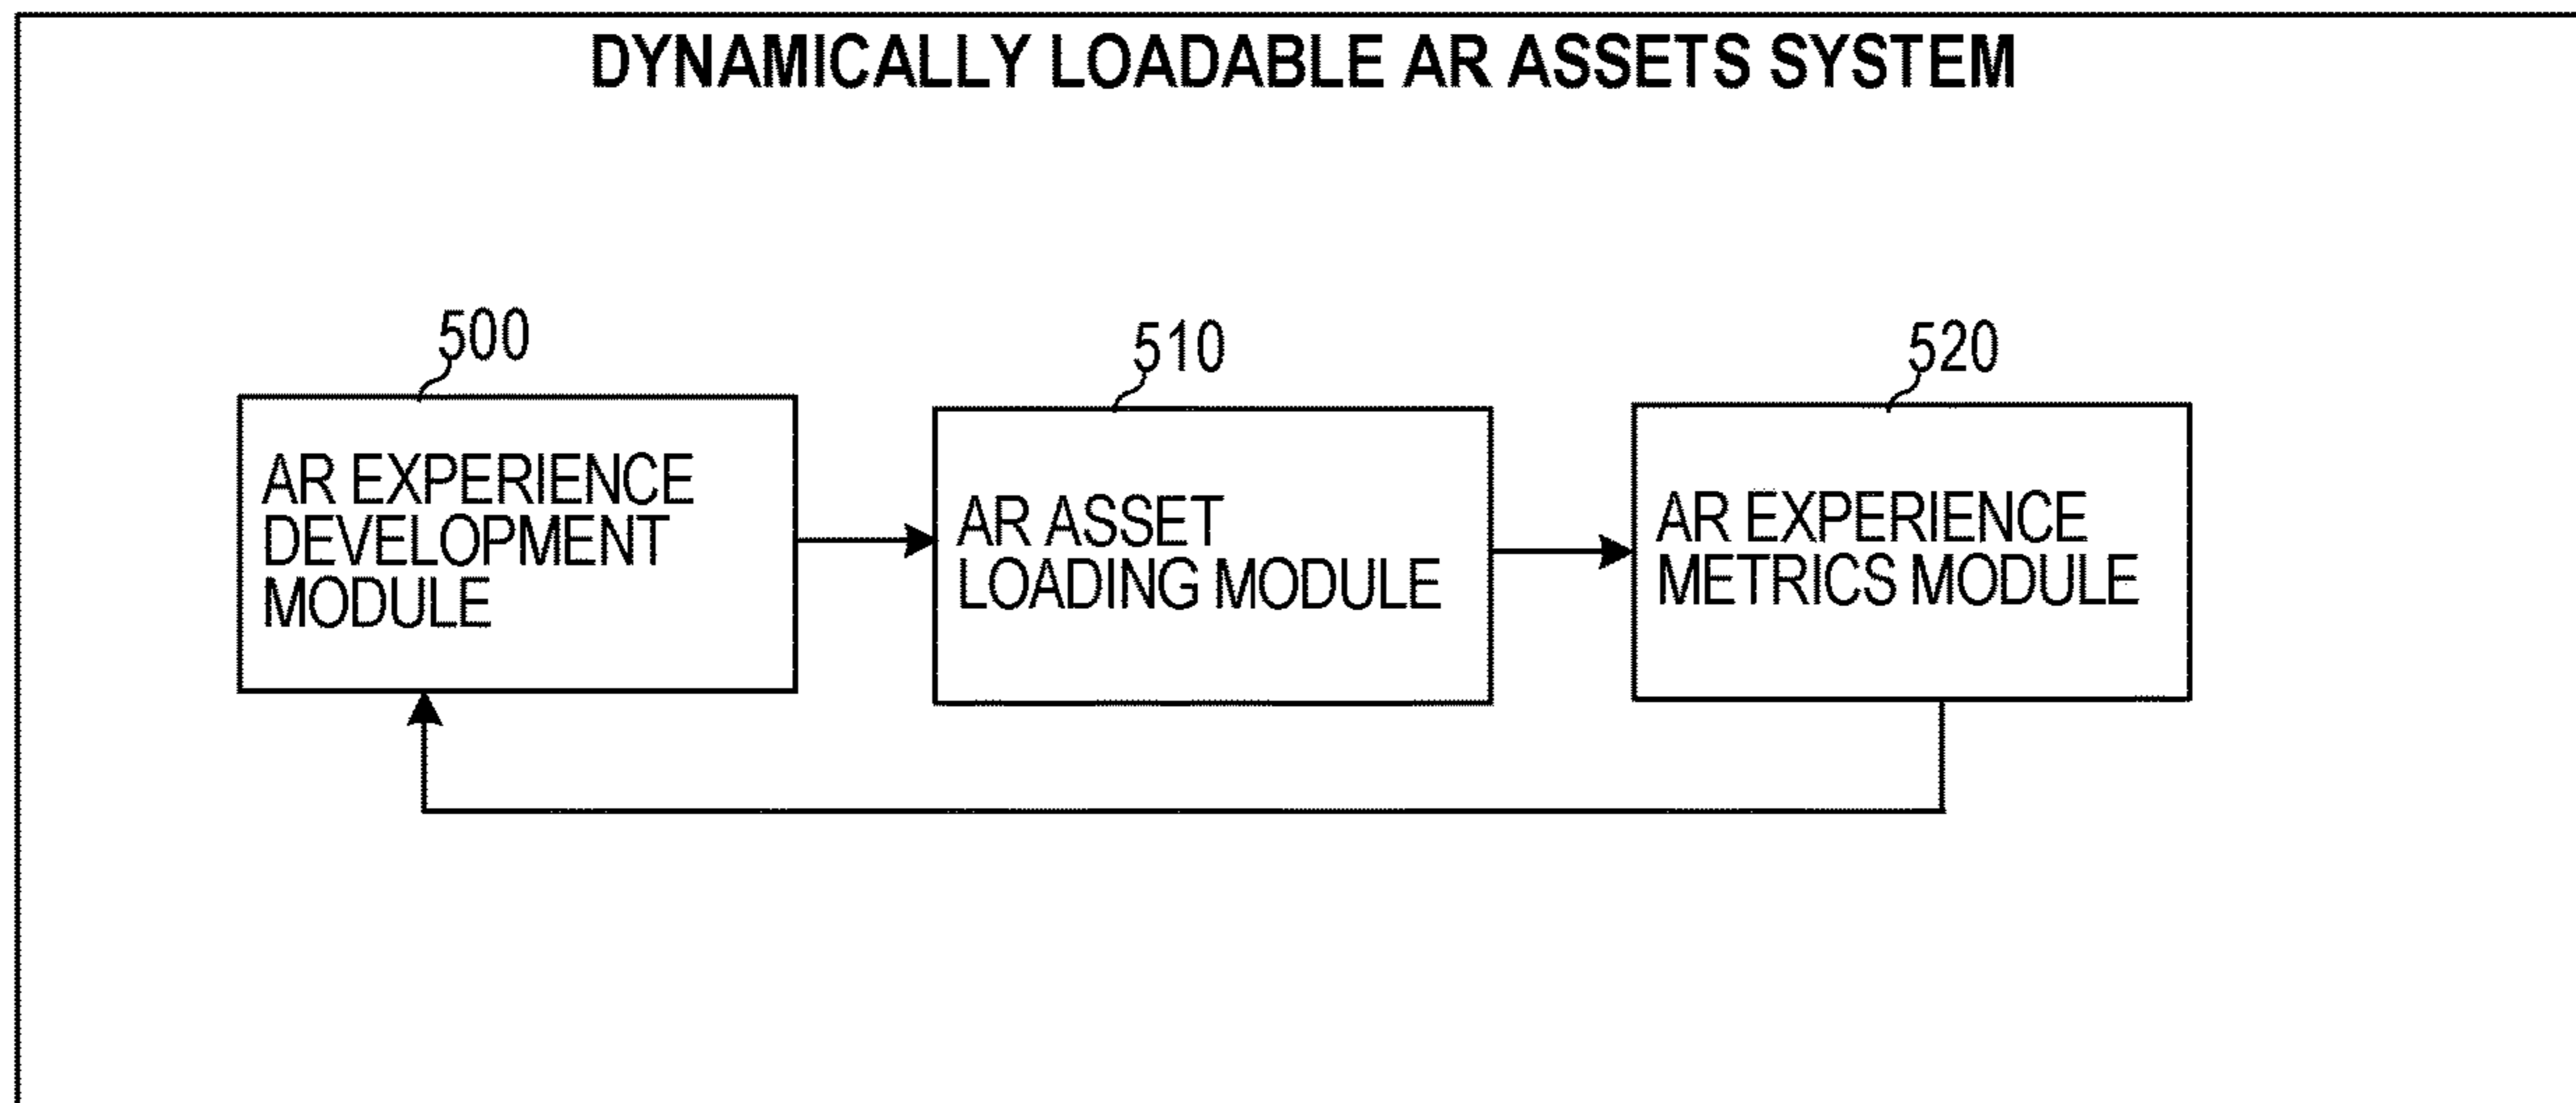 DYNAMICALLY LOADABLE AR ASSETS SYSTEM
500
AR EXPERIENCE
DEVELOPMENT
MODULE
510
AR ASSET
LOADING MODULE
520
AR EXPERIENCE
METRICS MODULE